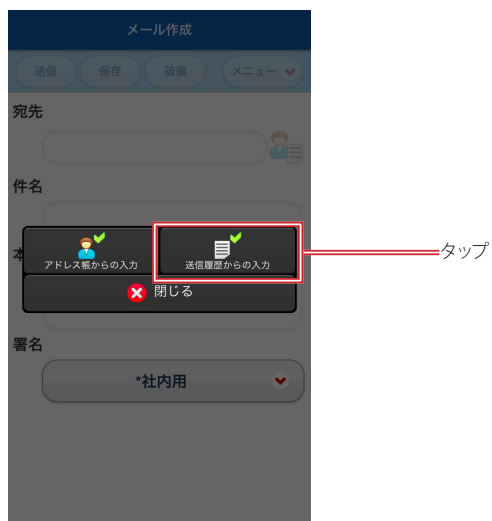 メール作成
送信 保存 破棄 メニュー
宛先
件名
本
アドレス帳からの入力 送信履歴からの入力
タップ
閉じる
署名
*社内用